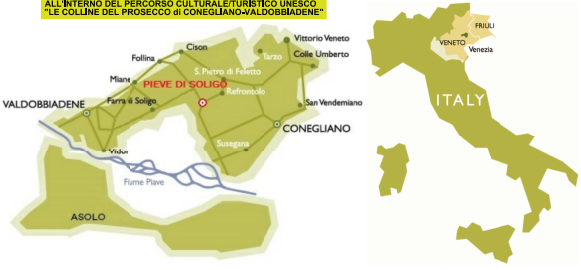 ALL'INTERNO DEL PERCORSO CULTURALE/TURISTICO UNESCO
"LE COLLINE DEL PROSECCO di CONEGLIANO-VALDOBBIADENE"
Vittorio Veneto
Cison
Colle Umberto
Follina
Tarzo
S. Pietro di Feletto
Miane
PIEVE DI SOLIGO
Refrontolo
Farra di Soligo
VALDOBBIADENE
San Vendemiano
CONEGLIANO
Susegana
Vidor
Fiume Piave
ASOLO
FRIULI
VENETO
Venezia
ITALY